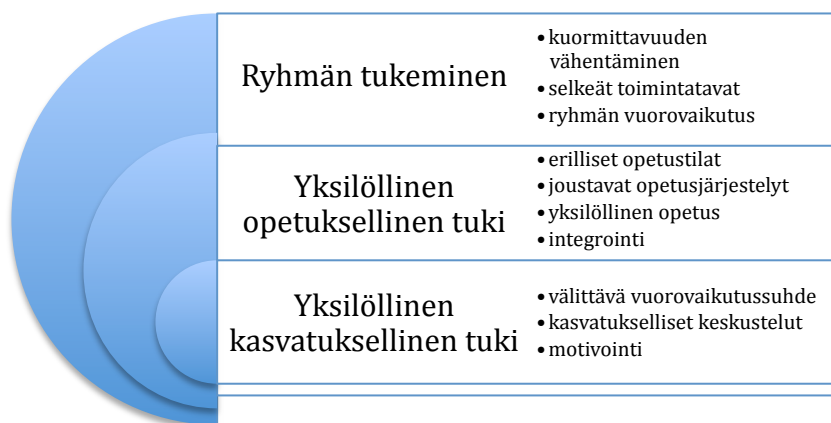 Ryhmän tukeminen
• kuormittavuuden
vähentäminen
• selkeät toimintatavat
• ryhmän vuorovaikutus
Yksilöllinen
opetuksellinen tuki
• erilliset opetustilat
• joustavat opetusjärjestelyt
• yksilöllinen opetus
• integrointi
Yksilöllinen
kasvatuksellinen tuki
• välittävä vuorovaikutussuhde
• kasvatukselliset keskustelut
• motivointi